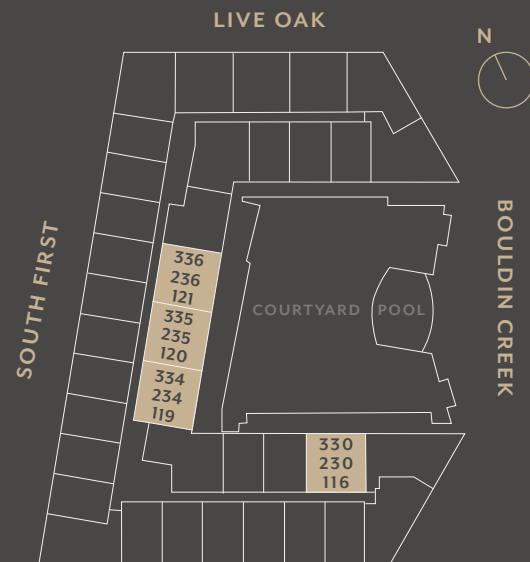 LIVE OAK
N
SOUTH FIRST
336
236
121
335
235
120
334
234
119
COURTYARD
POOL
BOULDIN CREEK
330
230
116